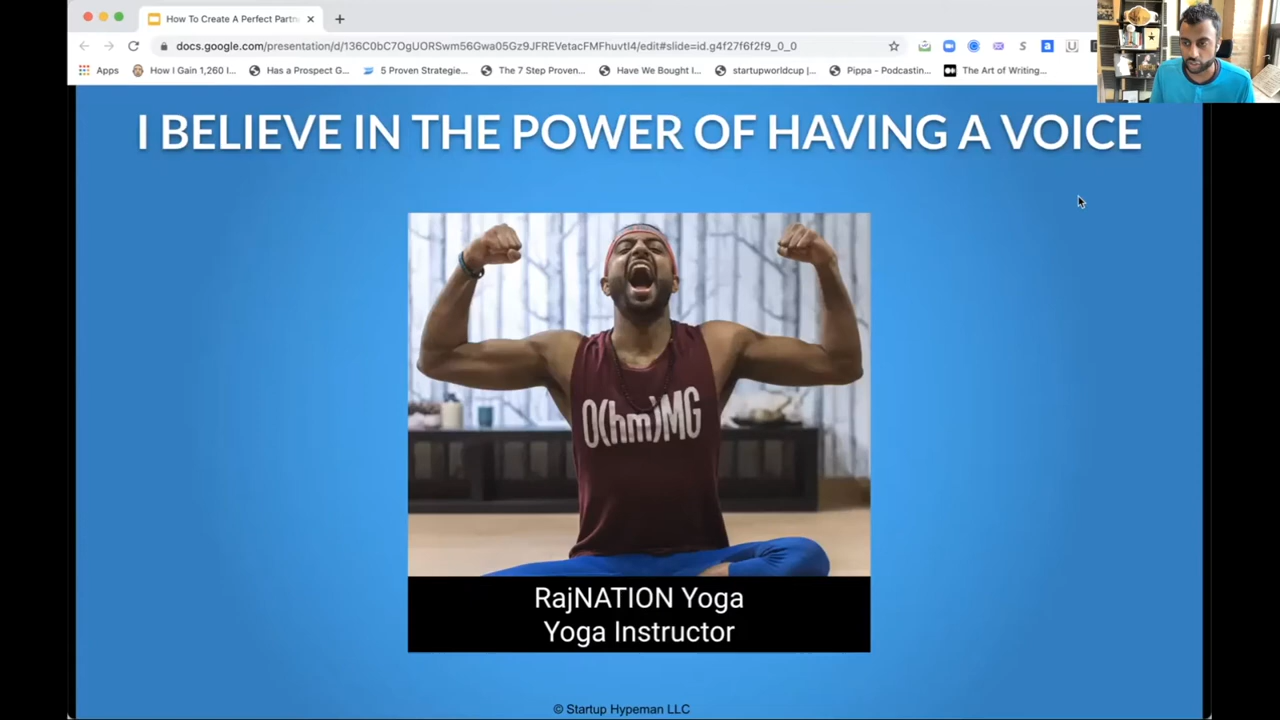 How To Create A Perfect Partn
docs.google.com/presentation/d/136C0bC7OgUORSwm56Gwa05Gz9JFREVetacFMFhuvtI4/edit#slide=id.g4f27f6f2f9_0_0
Apps
How I Gain 1,260 I...
Has a Prospect G...
5 Proven Strategie...
The 7 Step Proven...
Have We Bought I...
startupworldcup |...
Pippa - Podcastin...
The Art of Writing...
I BELIEVE IN THE POWER OF HAVING A VOICE
O(hm)MG
RajNATION Yoga
Yoga Instructor
© Startup Hypeman LLC